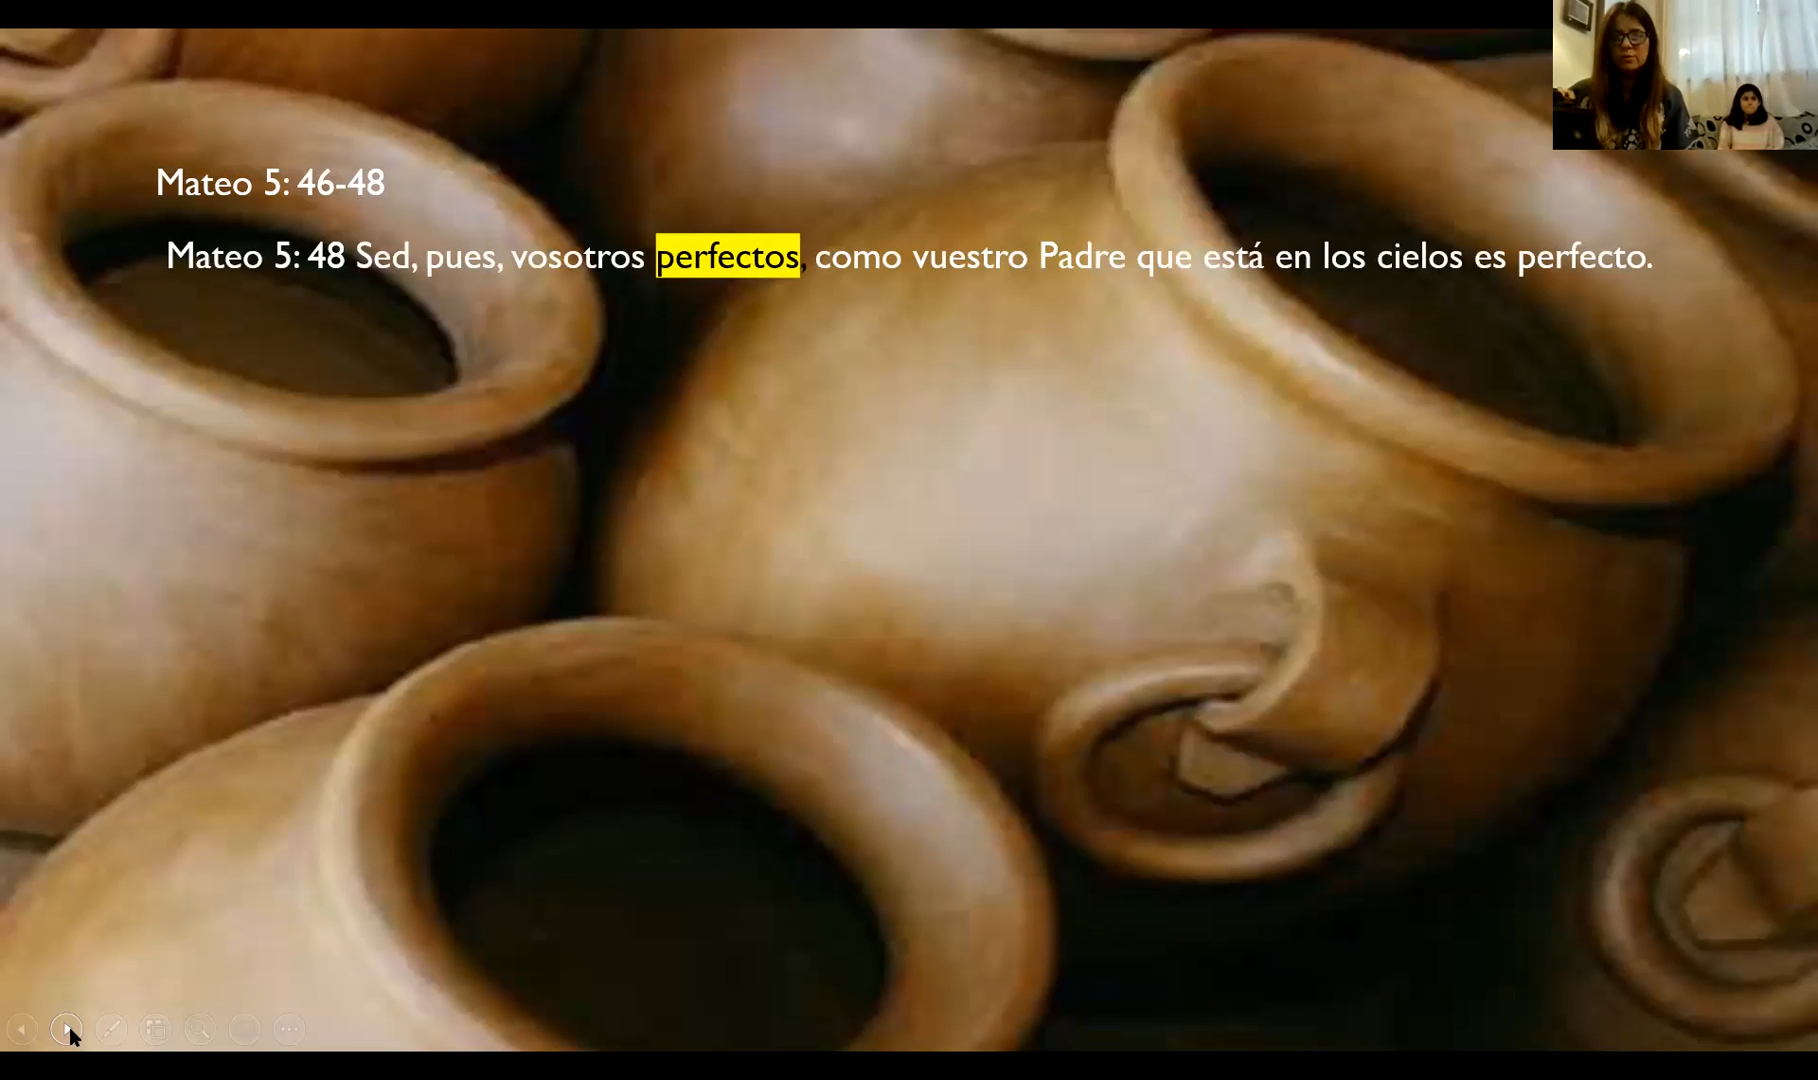 Mateo 5: 46-48
Mateo 5: 48 Sed, pues, vosotros perfectos, como vuestro Padre que está en los cielos es perfecto.